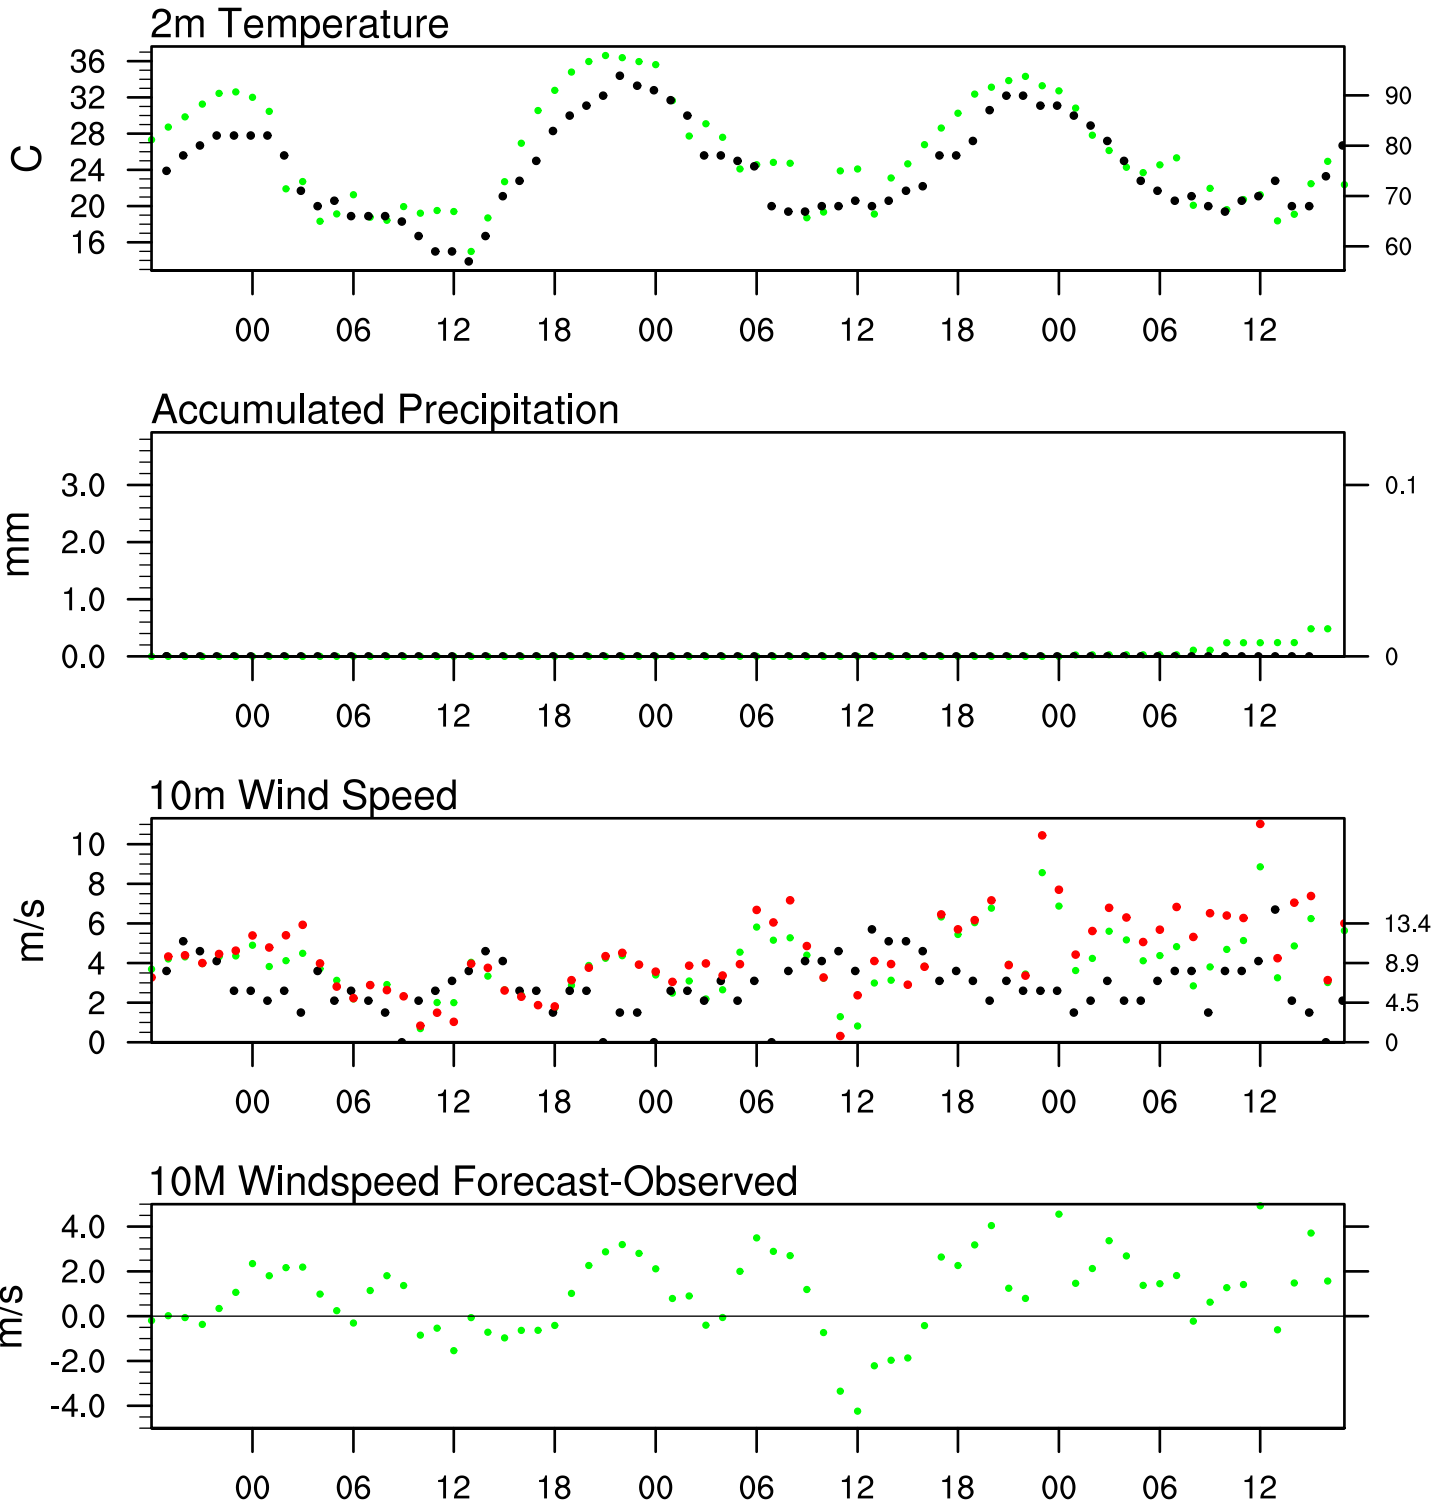 2m Temperature
36
32
28
24
20
16
C
90
80
70
60
00 06 12 18 00 06 12 18 00 06 12
Accumulated Precipitation
3.0
2.0
1.0
0.0
mm
0.1
0
00 06 12 18 00 06 12 18 00 06 12
10m Wind Speed
10
8
6
4
2
0
m/s
13.4
8.9
4.5
0
00 06 12 18 00 06 12 18 00 06 12
10M Windspeed Forecast-Observed
4.0
2.0
0.0
-2.0
-4.0
m/s
00 06 12 18 00 06 12 18 00 06 12